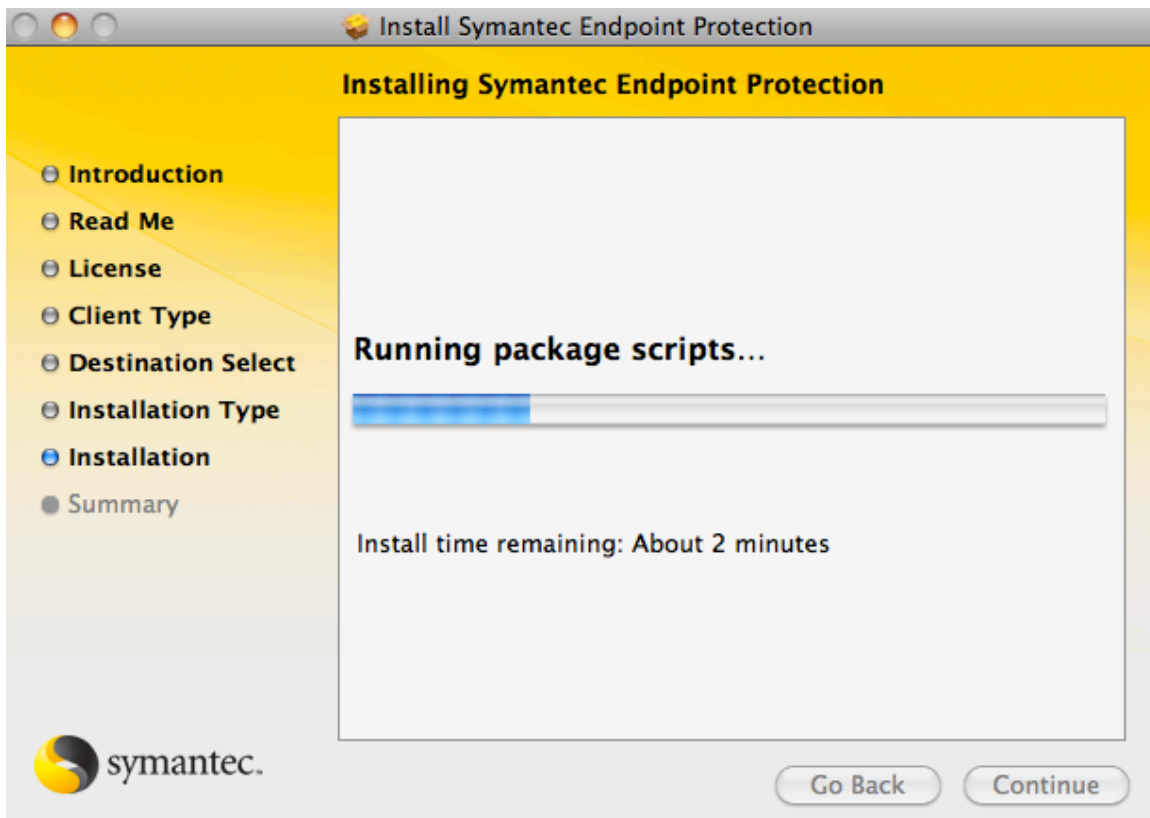 Install Symantec Endpoint Protection
Installing Symantec Endpoint Protection
Introduction
Read Me
License
Client Type
Destination Select
Installation Type
Installation
Summary
Running package scripts...
Install time remaining: About 2 minutes
symantec.
Go Back
Continue